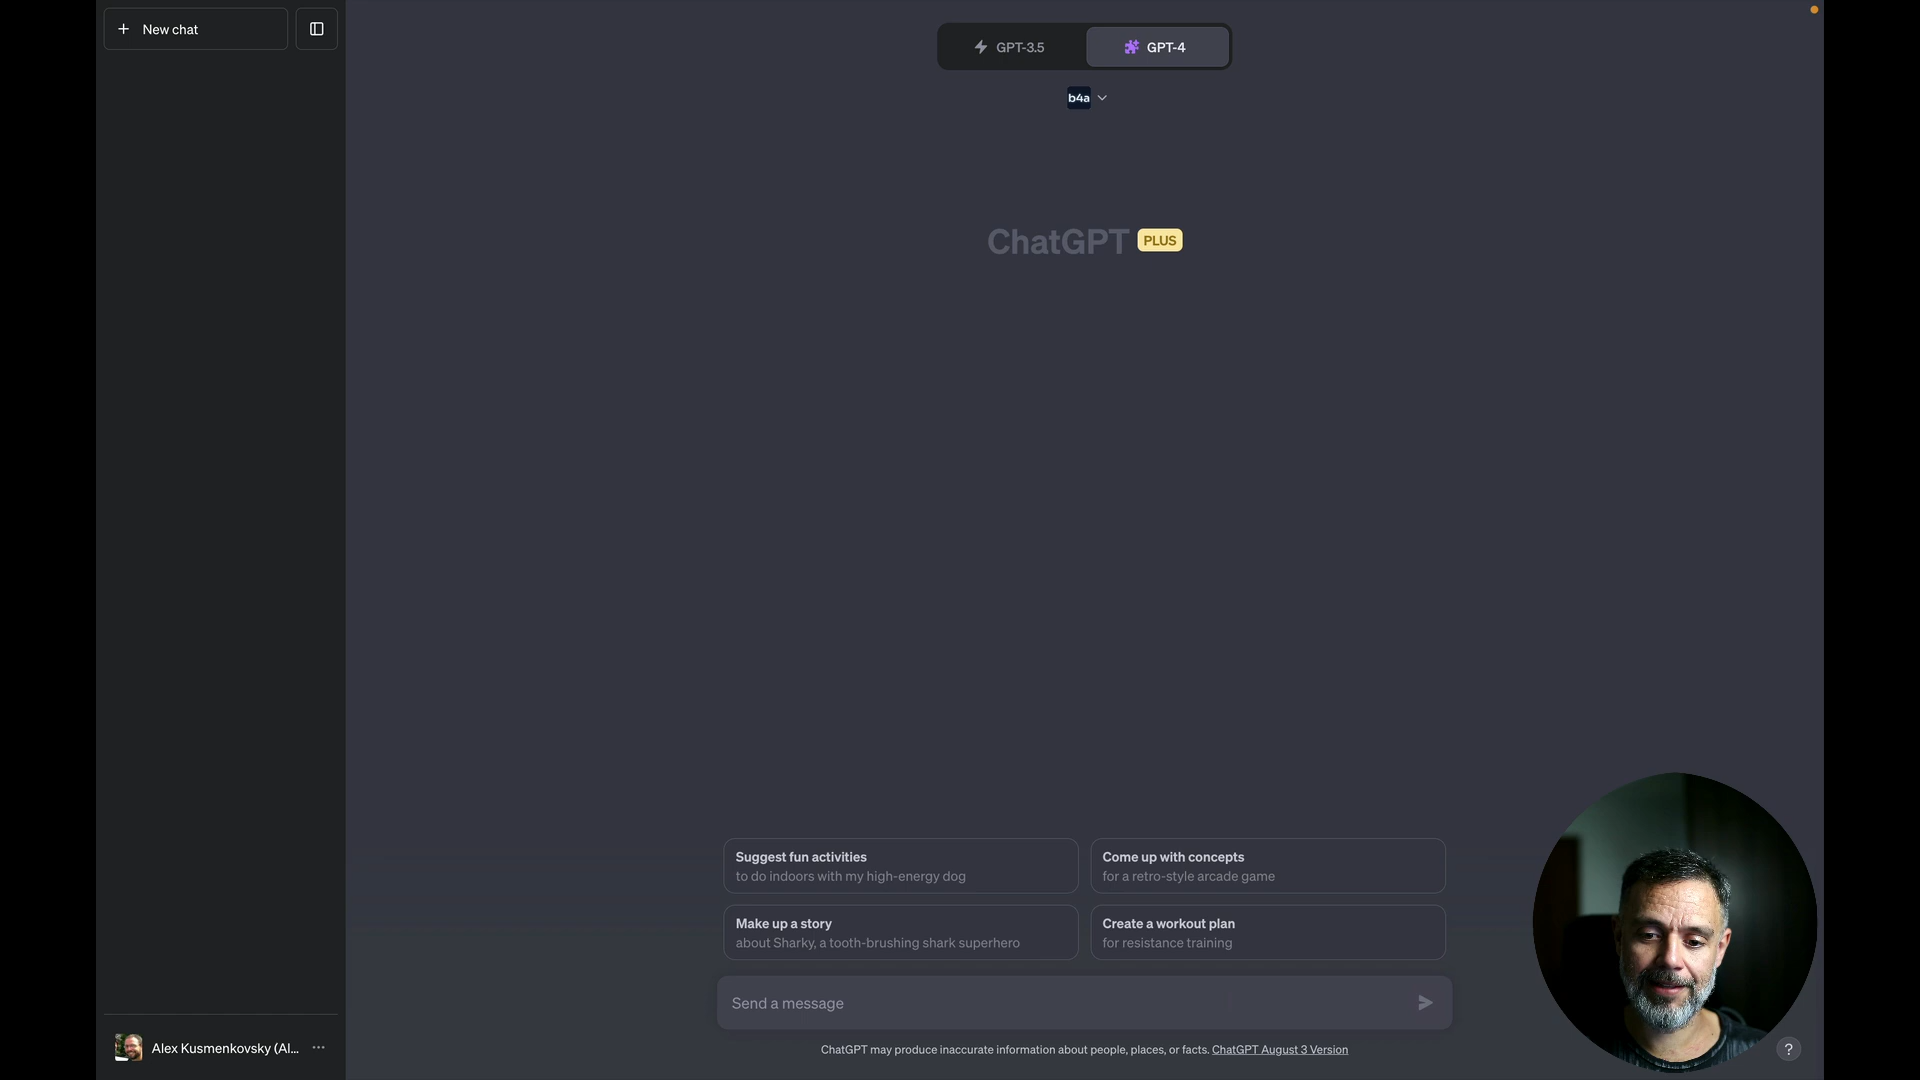 New chat
GPT-3.5
GPT-4
b4a
ChatGPT PLUS
Suggest fun activities
to do indoors with my high-energy dog
Come up with concepts
for a retro-style arcade game
Make up a story
about Sharky, a tooth-brushing shark superhero
Create a workout plan
for resistance training
Send a message
Alex Kusmenkovsky (Al...
ChatGPT may produce inaccurate information about people, places, or facts. ChatGPT August 3 Version
?